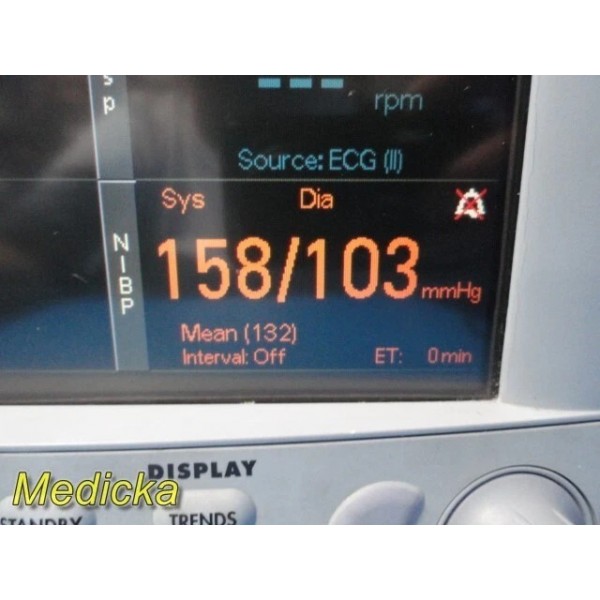 s
p
--- 
rpm
Source: ECG (II)
Sys Dia
NIBP
158/103 mmHg
Mean (132)
Interval: Off ET: 0 min
DISPLAY
Medicka
STANDBY TRENDS